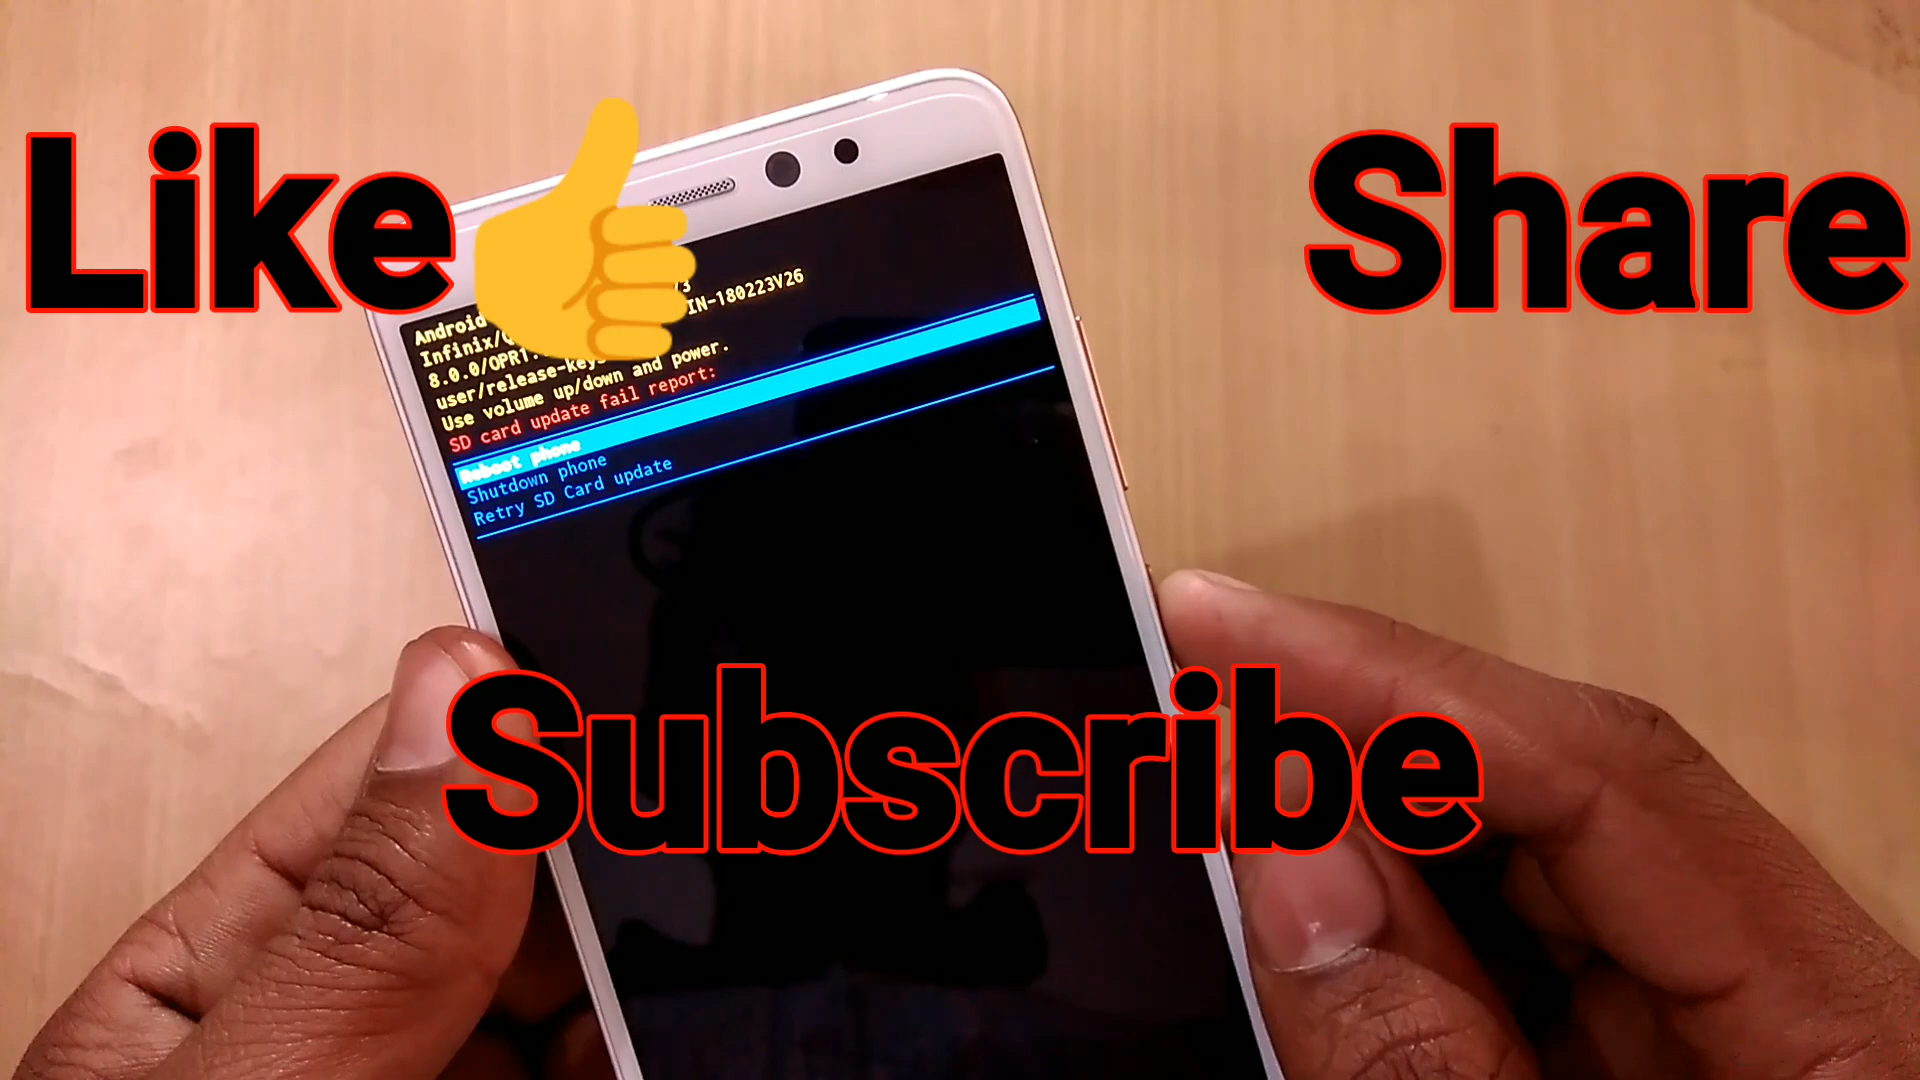 Like
Share
Android
Infinix/
IN-180223V26
8.0.0/OPR1.
user/release-keys
Use volume up/down and power.
SD card update fail report:
Reboot phone
Shutdown phone
Retry SD Card update
Subscribe